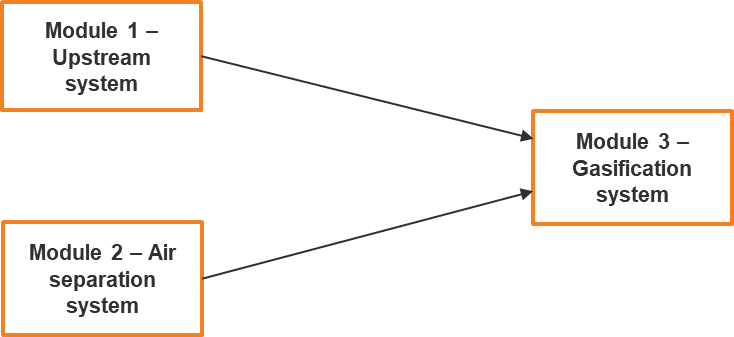 Module 1 –
Upstream
system
Module 3 –
Gasification
system
Module 2 – Air
separation
system